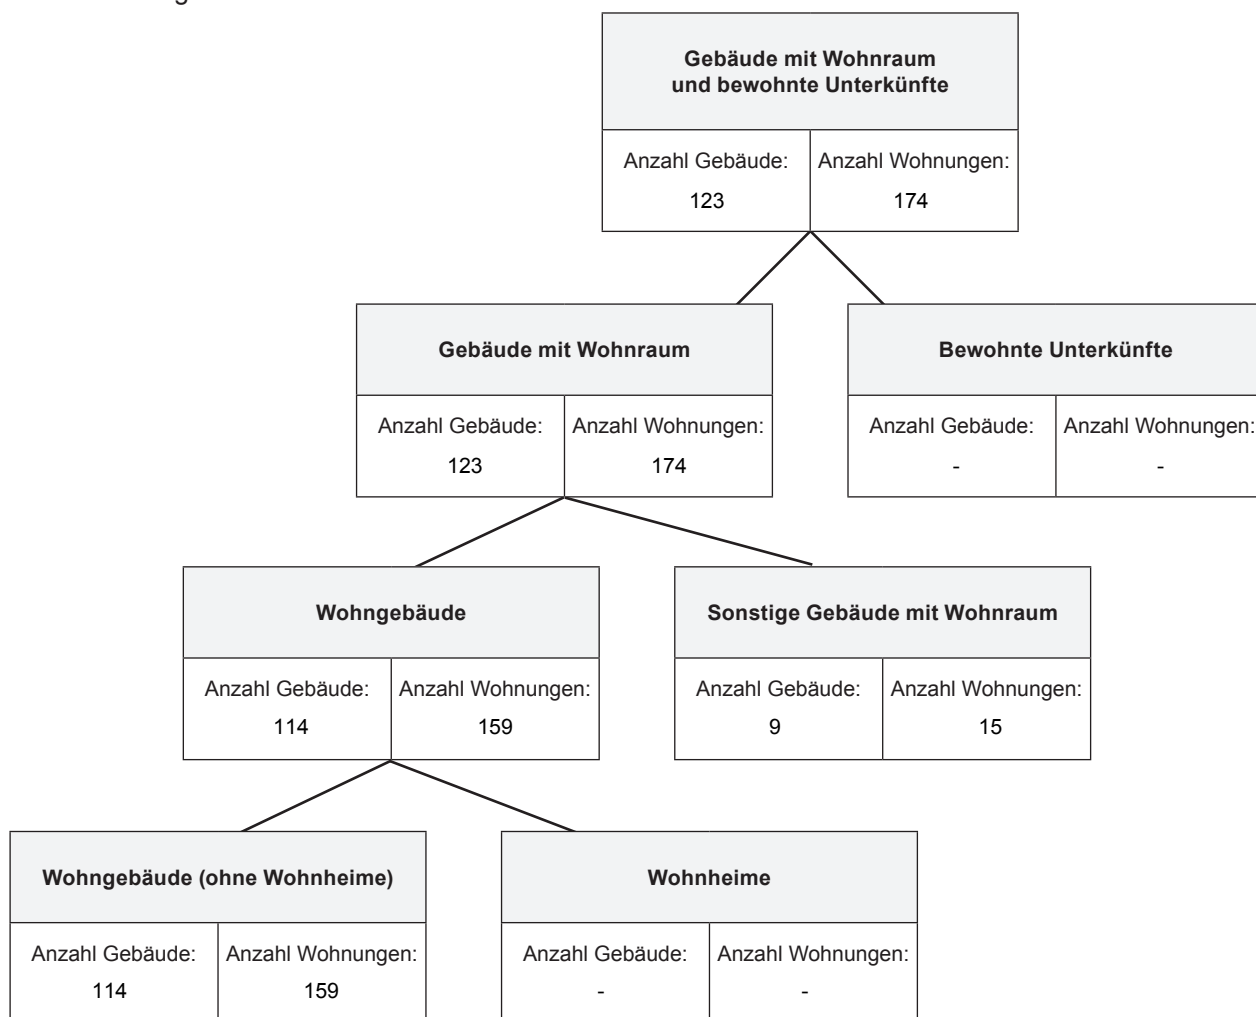 Gebäude mit Wohnraum
und bewohnte Unterkünfte
Anzahl Gebäude: Anzahl Wohnungen:
123 174
Gebäude mit Wohnraum
Bewohnte Unterkünfte
Anzahl Gebäude: Anzahl Wohnungen:
123 174
Anzahl Gebäude: Anzahl Wohnungen:
- -
Wohngebäude
Sonstige Gebäude mit Wohnraum
Anzahl Gebäude: Anzahl Wohnungen:
114 159
Anzahl Gebäude: Anzahl Wohnungen:
9 15
Wohngebäude (ohne Wohnheime)
Wohnheime
Anzahl Gebäude: Anzahl Wohnungen:
114 159
Anzahl Gebäude: Anzahl Wohnungen:
- -